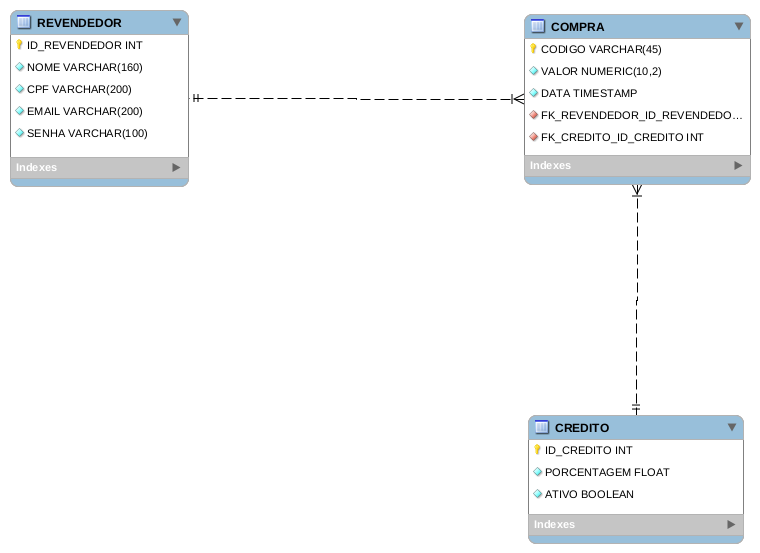 REVENDEDOR
ID_REVENDEDOR INT
NOME VARCHAR(160)
CPF VARCHAR(200)
EMAIL VARCHAR(200)
SENHA VARCHAR(100)
Indexes
COMPRA
CODIGO VARCHAR(45)
VALOR NUMERIC(10,2)
DATA TIMESTAMP
FK_REVENDEDOR_ID_REVENDEDO...
FK_CREDITO_ID_CREDITO INT
Indexes
CREDITO
ID_CREDITO INT
PORCENTAGEM FLOAT
ATIVO BOOLEAN
Indexes